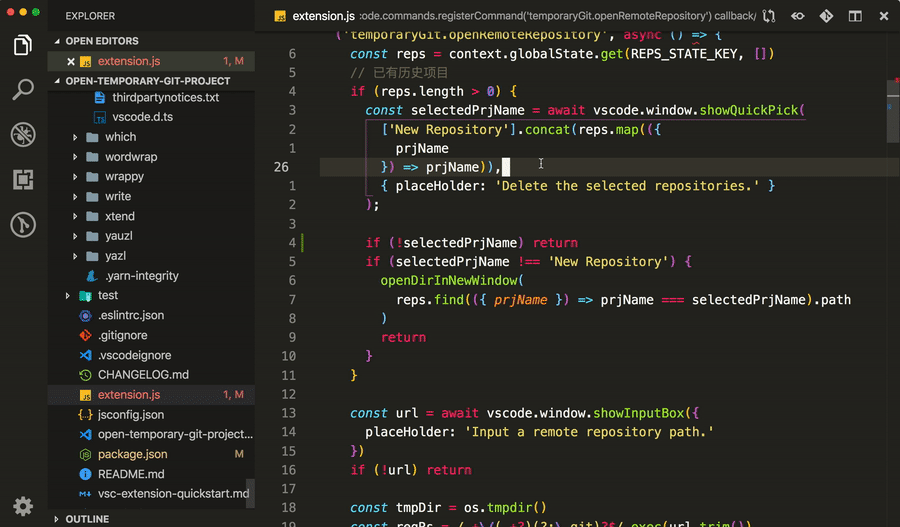 EXPLORER
OPEN EDITORS
extension.js 1, M
OPEN-TEMPORARY-GIT-PROJECT
thirdpartynotices.txt
vscode.d.ts
which
wordwrap
wrappy
write
xtend
yauzl
yazl
.yarn-integrity
test
.eslintrc.json
.gitignore
.vscodeignore
CHANGELOG.md
extension.js 1, M
jsconfig.json
open-temporary-git-project...
package.json M
README.md
vsc-extension-quickstart.md
OUTLINE
extension.js :ode.commands.registerCommand('temporaryGit.openRemoteRepository') callback/
('temporaryGit.openRemoteRepository', async () => {
6 const reps = context.globalState.get(REPS_STATE_KEY, [])
5 // 已有历史项目
4 if (reps.length > 0) {
3 const selectedPrjName = await vscode.window.showQuickPick(
2 ['New Repository'].concat(reps.map(({
1 prjName
26 }) => prjName)),
1 { placeHolder: 'Delete the selected repositories.' }
2 );
3
4 if (!selectedPrjName) return
5 if (selectedPrjName !== 'New Repository') {
6 openDirInNewWindow(
7 reps.find(({ prjName }) => prjName === selectedPrjName).path
8 )
9 return
10 }
11 }
12
13 const url = await vscode.window.showInputBox({
14 placeHolder: 'Input a remote repository path.'
15 })
16 if (!url) return
17
18 const tmpDir = os.tmpdir()